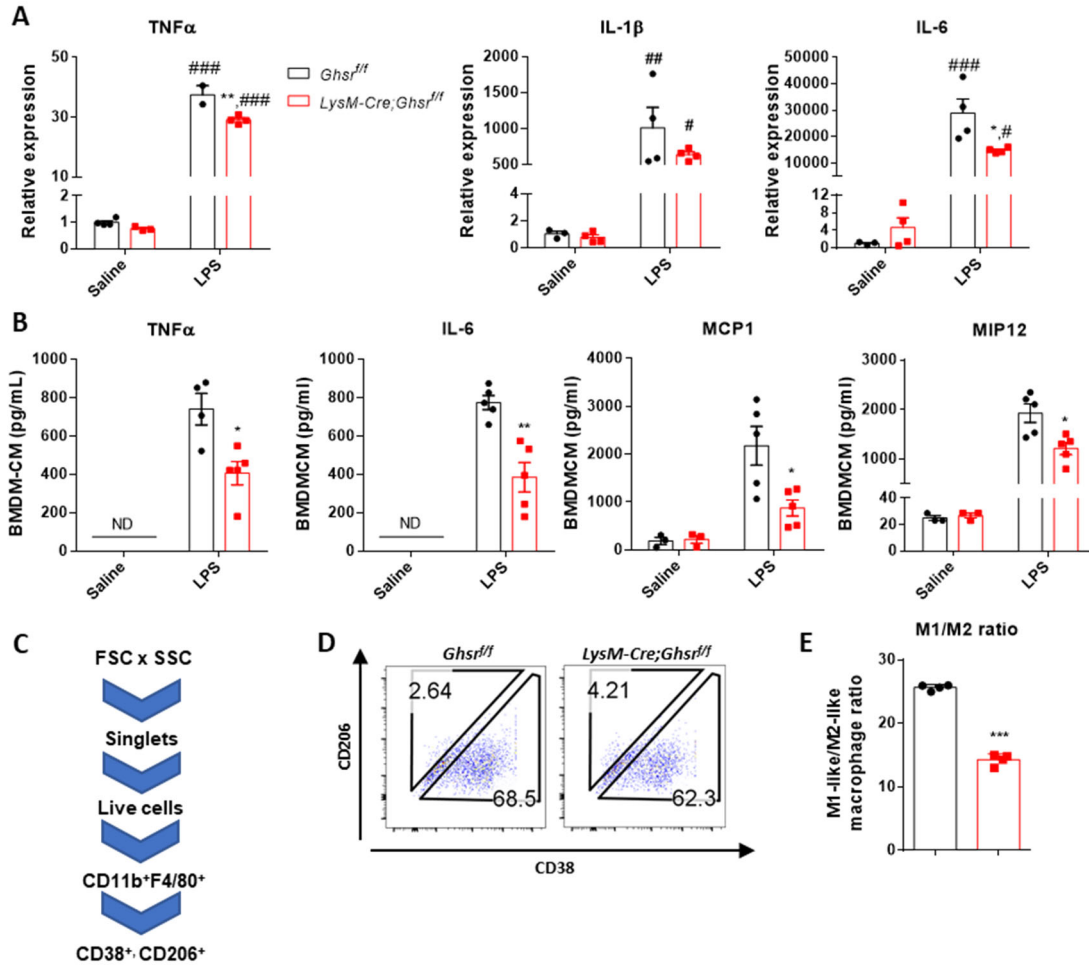 A
TNFα
IL-1β
IL-6
Relative expression
50
30
10
2
1
0
###
**,###
Saline
LPS
Ghsr^f/f
LysM-Cre;Ghsr^f/f
Relative expression
2000
1500
1000
500
4
2
0
##
#
Saline
LPS
Relative expression
50000
40000
30000
20000
10000
12
8
4
0
###
*,#
Saline
LPS
B
TNFα
IL-6
MCP1
MIP12
BMDM-CM (pg/mL)
1000
800
600
400
200
0
ND
*
Saline
LPS
BMDMCM (pg/ml)
1000
800
600
400
200
0
ND
**
Saline
LPS
BMDMCM (pg/ml)
4000
3000
2000
1000
0
*
Saline
LPS
BMDMCM (pg/ml)
3000
2000
1000
40
20
0
*
Saline
LPS
C
FSC x SSC
Singlets
Live cells
CD11b⁺F4/80⁺
CD38⁺, CD206⁺
D
Ghsr^f/f
LysM-Cre;Ghsr^f/f
CD206
2.64
68.5
4.21
62.3
CD38
E
M1/M2 ratio
M1-like/M2-like
macrophage ratio
30
20
10
0
***